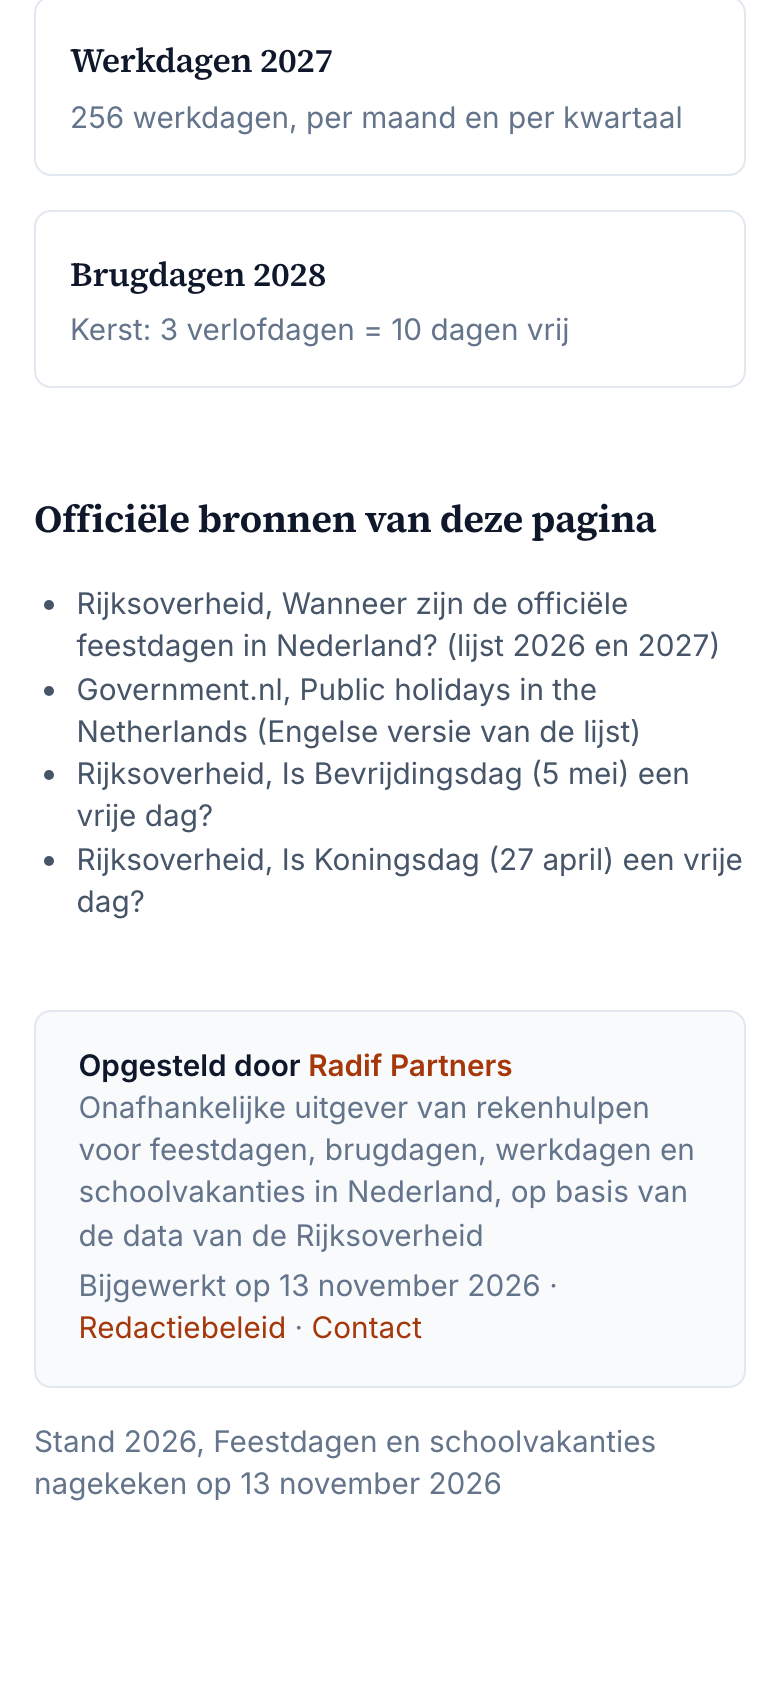 Werkdagen 2027
256 werkdagen, per maand en per kwartaal
Brugdagen 2028
Kerst: 3 verlofdagen = 10 dagen vrij
Officiële bronnen van deze pagina
• Rijksoverheid, Wanneer zijn de officiële
feestdagen in Nederland? (lijst 2026 en 2027)
• Government.nl, Public holidays in the
Netherlands (Engelse versie van de lijst)
• Rijksoverheid, Is Bevrijdingsdag (5 mei) een
vrije dag?
• Rijksoverheid, Is Koningsdag (27 april) een vrije
dag?
Opgesteld door Radif Partners
Onafhankelijke uitgever van rekenhulpen
voor feestdagen, brugdagen, werkdagen en
schoolvakanties in Nederland, op basis van
de data van de Rijksoverheid
Bijgewerkt op 13 november 2026 ·
Redactiebeleid · Contact
Stand 2026, Feestdagen en schoolvakanties
nagekeken op 13 november 2026